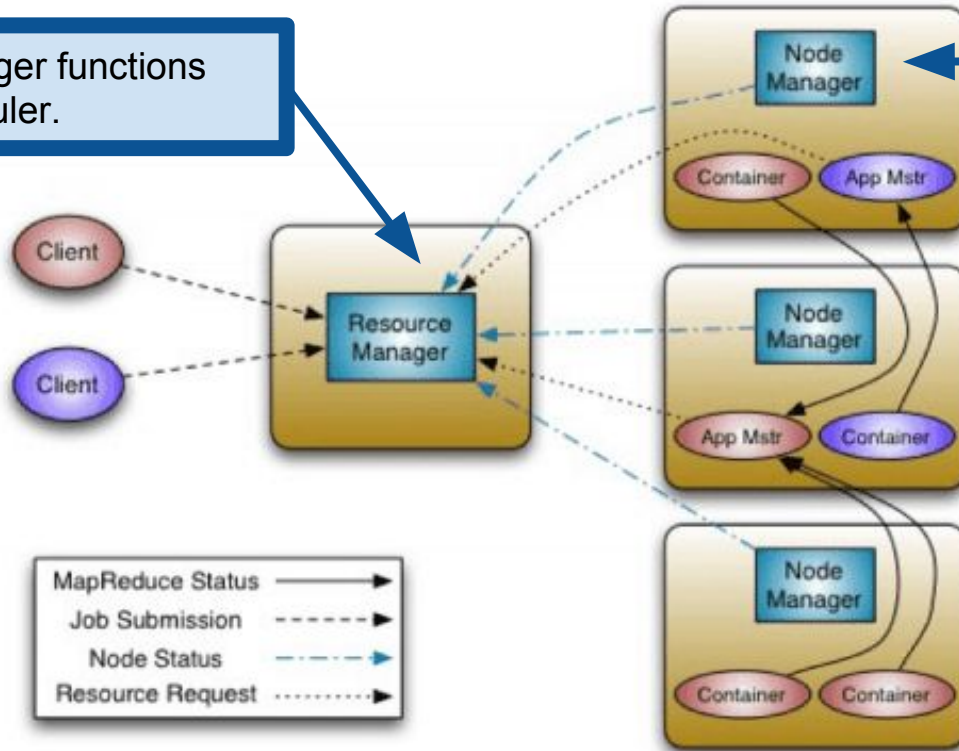 ger functions
uler.
Client
Client
Resource
Manager
Node
Manager
Container
App Mstr
Node
Manager
App Mstr
Container
Node
Manager
Container
Container
MapReduce Status
Job Submission
Node Status
Resource Request